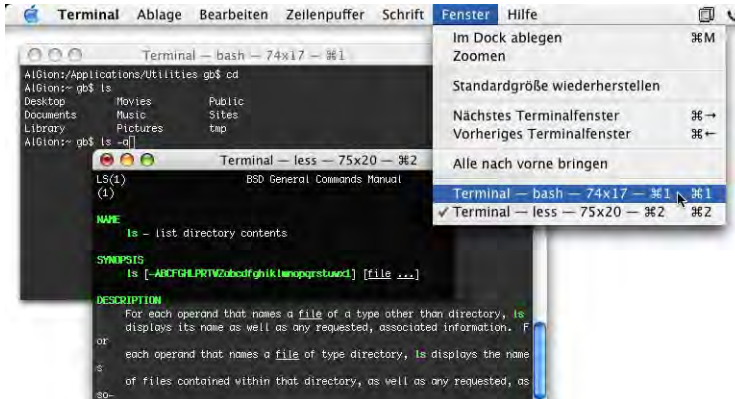 Terminal Ablage Bearbeiten Zeilenpuffer Schrift Fenster Hilfe
Im Dock ablegen ⌘M
Zoomen
Standardgröße wiederherstellen
Nächstes Terminalfenster ⌘→
Vorheriges Terminalfenster ⌘←
Alle nach vorne bringen
Terminal — bash — 74x17 — ⌘1 ⌘1
✓ Terminal — less — 75x20 — ⌘2 ⌘2
Terminal — bash — 74x17 — ⌘1
AlGion:/Applications/Utilities gb$ cd
AlGion:~ gb$ ls
Desktop Movies Public
Documents Music Sites
Library Pictures tmp
AlGion:~ gb$ ls -a
Terminal — less — 75x20 — ⌘2
LS(1) BSD General Commands Manual
(1)
NAME
ls - list directory contents
SYNOPSIS
ls [file ...]
DESCRIPTION
For each operand that names a file of a type other than directory, ls
displays its name as well as any requested, associated information. F
or
each operand that names a file of type directory, ls displays the name
s
of files contained within that directory, as well as any requested, as
so-